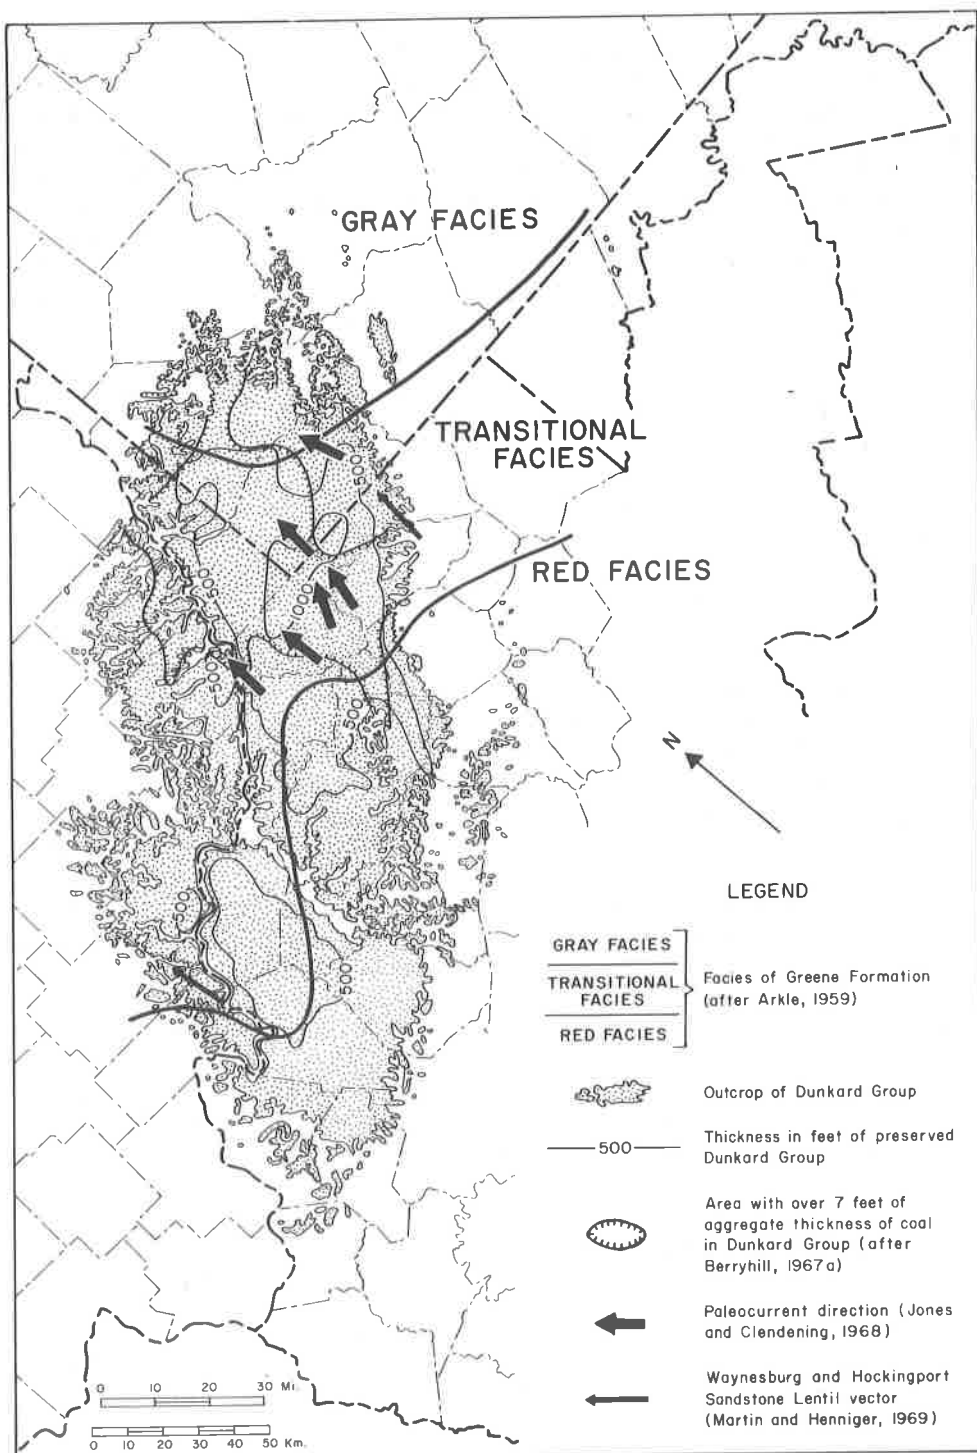 GRAY FACIES
TRANSITIONAL
FACIES
RED FACIES
500
500
500
500
1000
500
500
500
N
LEGEND
GRAY FACIES
TRANSITIONAL
FACIES
RED FACIES
Facies of Greene Formation
(after Arkle, 1959)
Outcrop of Dunkard Group
500
Thickness in feet of preserved
Dunkard Group
Area with over 7 feet of
aggregate thickness of coal
in Dunkard Group (after
Berryhill, 1967a)
Paleocurrent direction (Jones
and Clendening, 1968)
Waynesburg and Hockingport
Sandstone Lentil vector
(Martin and Henniger, 1969)
0 10 20 30 Mi.
0 10 20 30 40 50 Km.